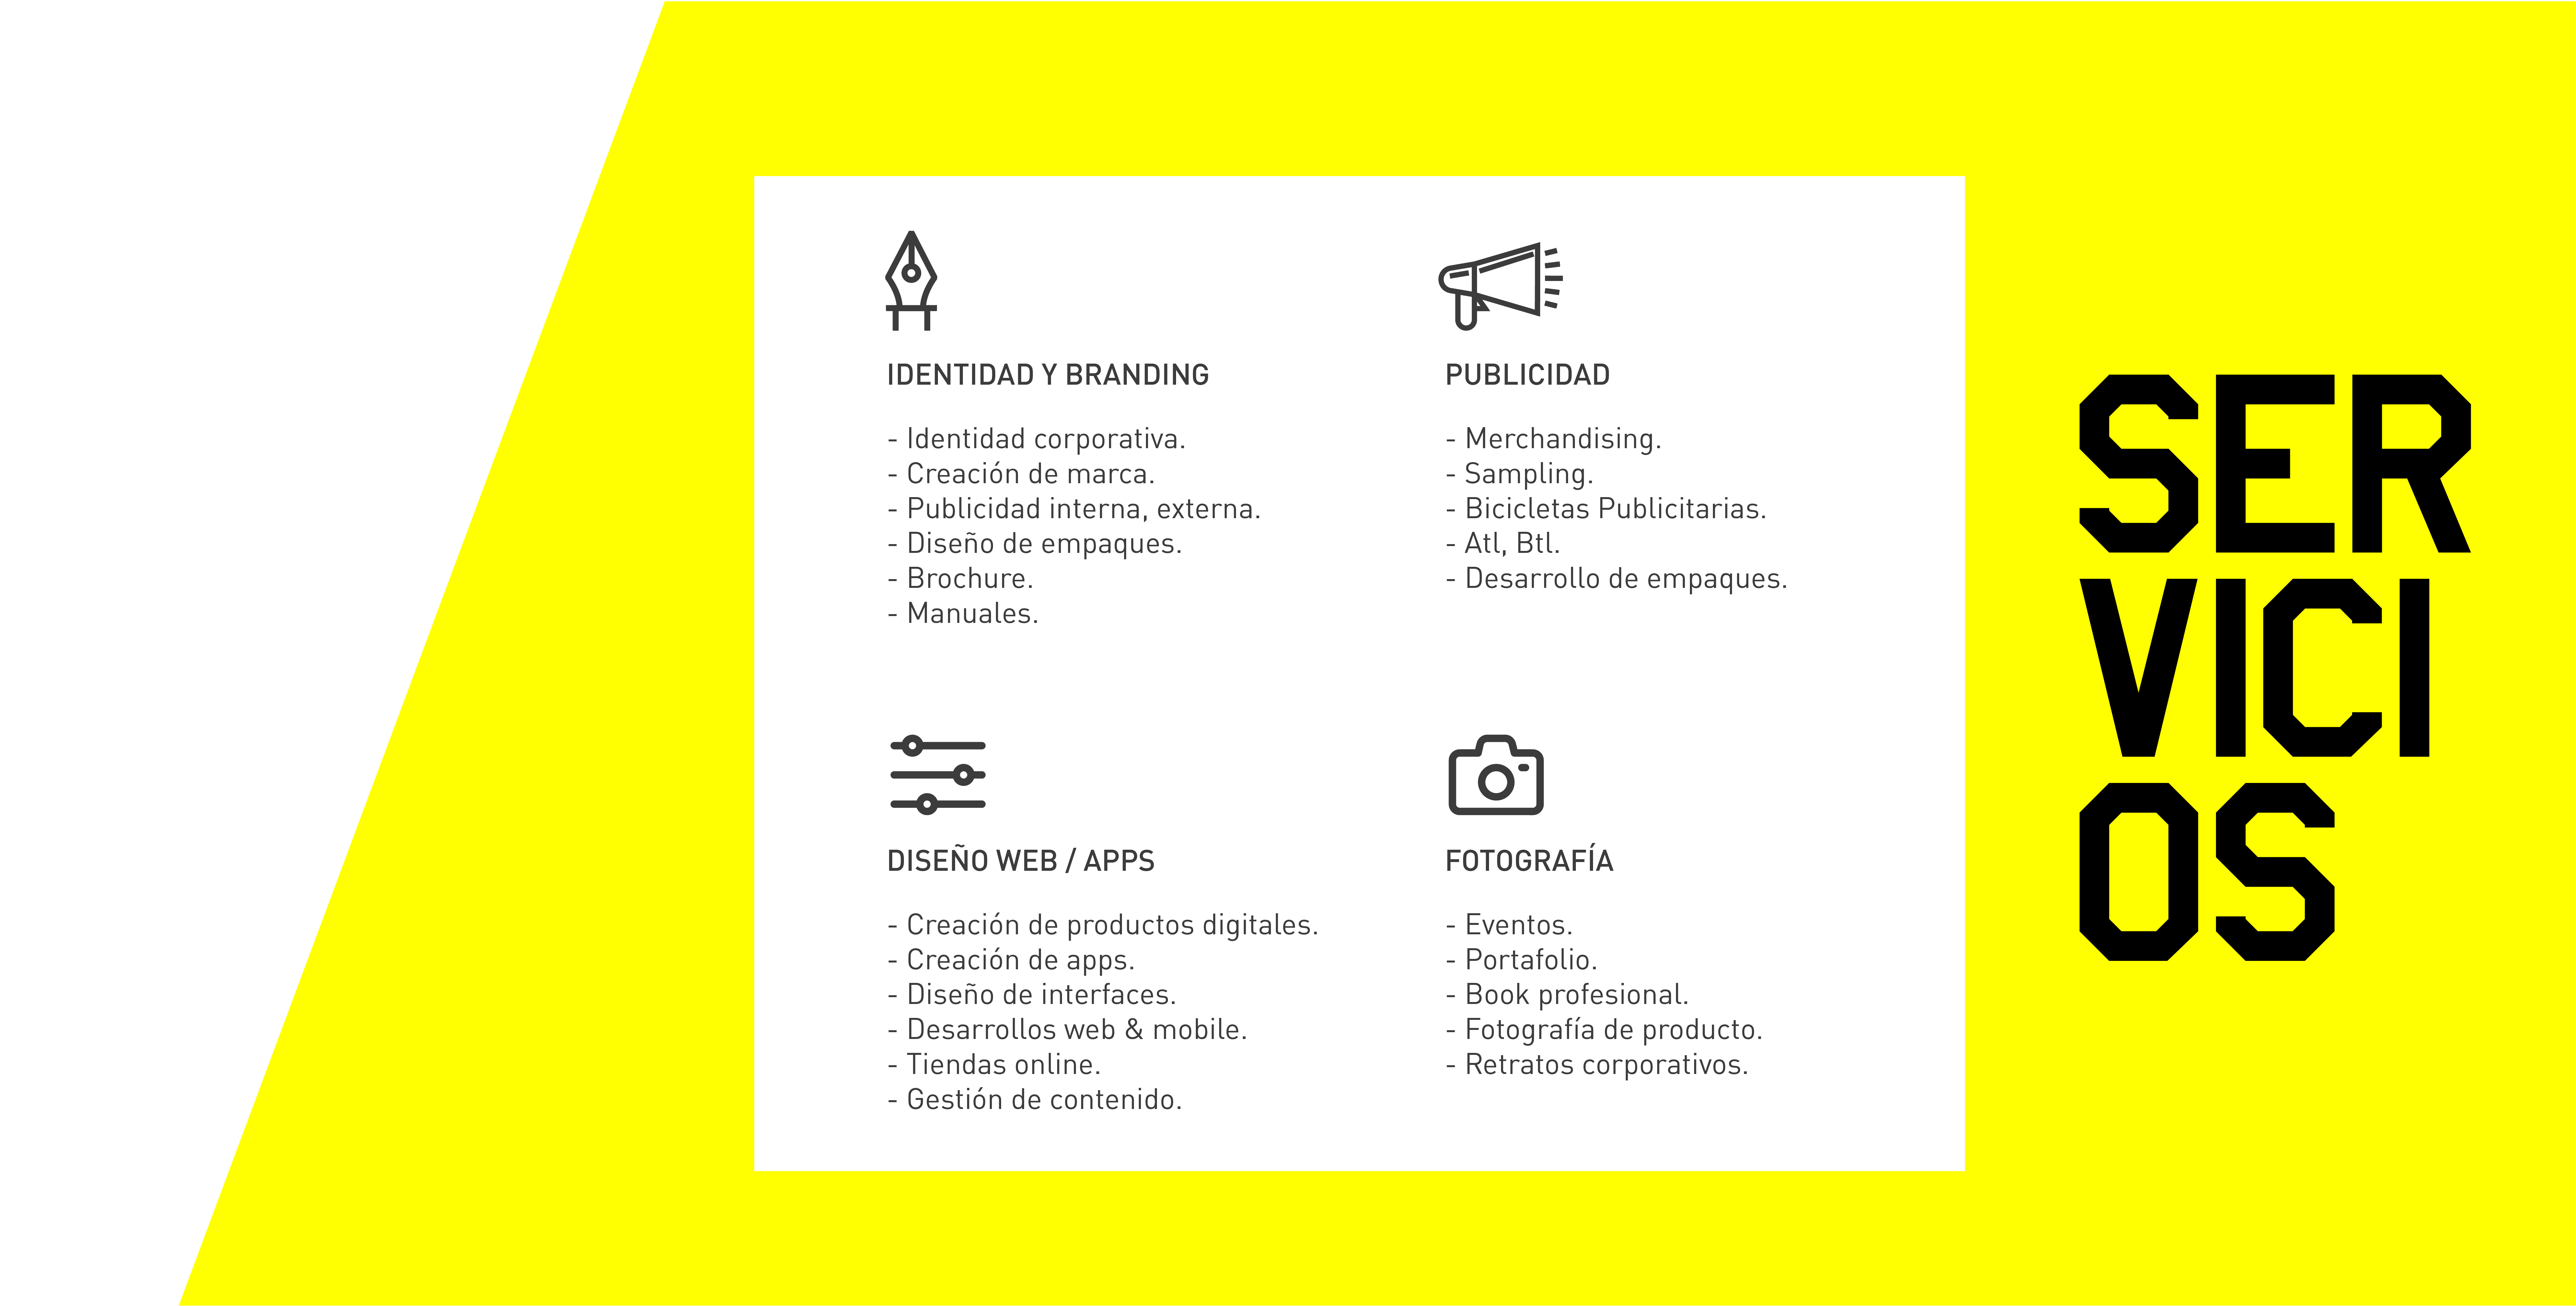 IDENTIDAD Y BRANDING
- Identidad corporativa.
- Creación de marca.
- Publicidad interna, externa.
- Diseño de empaques.
- Brochure.
- Manuales.
PUBLICIDAD
- Merchandising.
- Sampling.
- Bicicletas Publicitarias.
- Atl, Btl.
- Desarrollo de empaques.
DISEÑO WEB / APPS
- Creación de productos digitales.
- Creación de apps.
- Diseño de interfaces.
- Desarrollos web & mobile.
- Tiendas online.
- Gestión de contenido.
FOTOGRAFÍA
- Eventos.
- Portafolio.
- Book profesional.
- Fotografía de producto.
- Retratos corporativos.
SER
VICI
OS